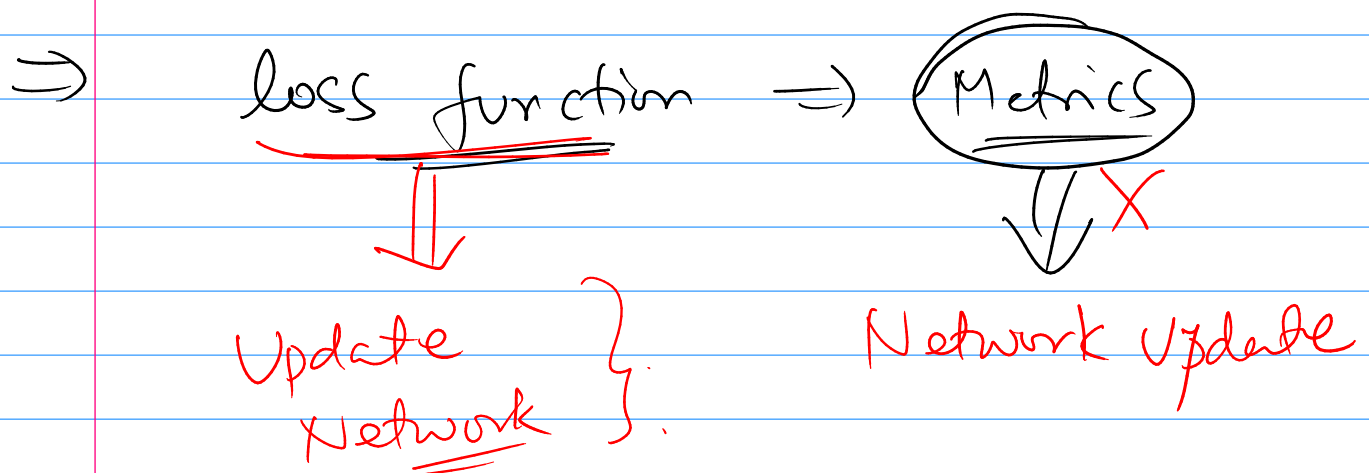 ⇒ loss function ⇒ Metrics
X
Update Network Update
Network